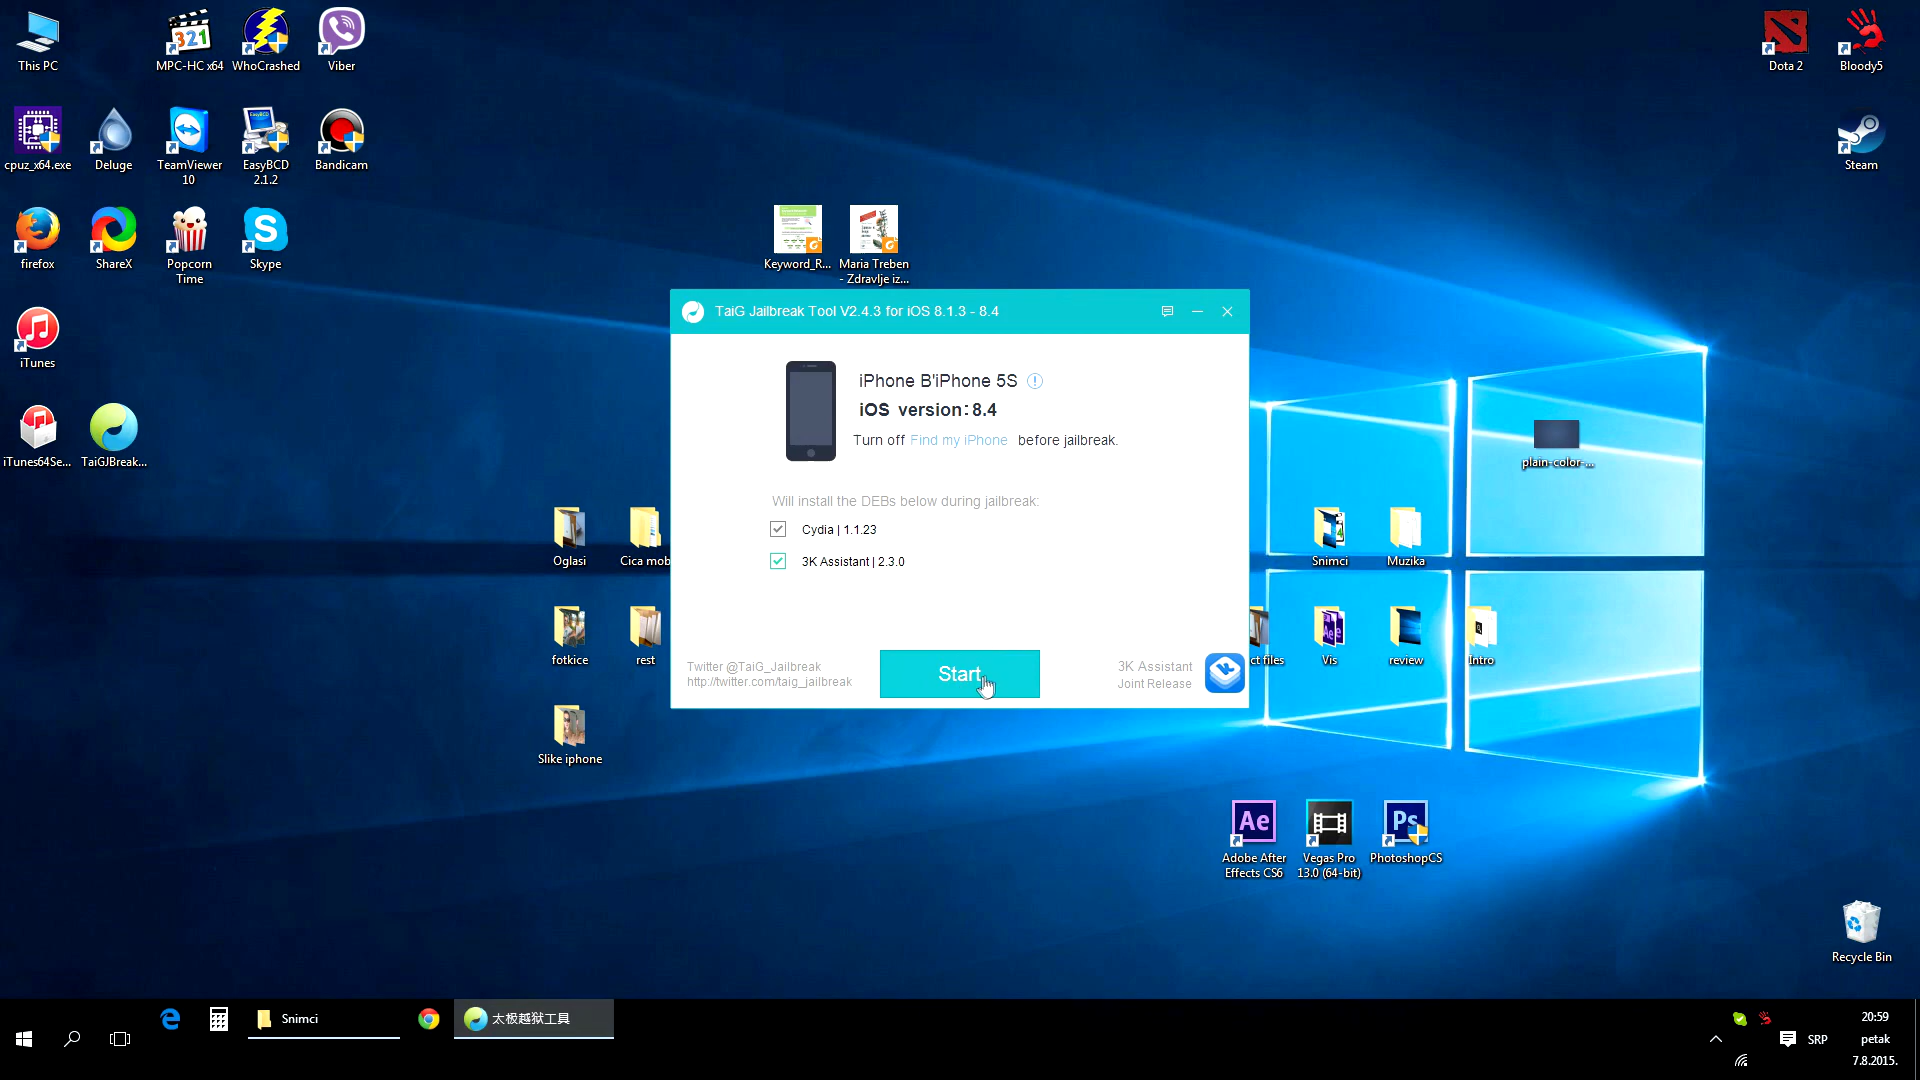 This PC
MPC-HC x64
WhoCrashed
Viber
Dota 2
Bloody5
cpuz_x64.exe
Deluge
TeamViewer
10
EasyBCD
2.1.2
Bandicam
Steam
firefox
ShareX
Popcorn
Time
Skype
Keyword_R...
Maria Treben
- Zdravlje iz...
iTunes
iTunes64Se...
TaiGJBreak...
TaiG Jailbreak Tool V2.4.3 for iOS 8.1.3 - 8.4
iPhone B'iPhone 5S
iOS version:8.4
Turn off Find my iPhone before jailbreak.
Will install the DEBs below during jailbreak:
Cydia | 1.1.23
3K Assistant | 2.3.0
Twitter @TaiG_Jailbreak
http://twitter.com/taig_jailbreak
Start
3K Assistant
Joint Release
plain-color-...
Oglasi
Cica mob
Snimci
Muzika
fotkice
rest
ct files
Vis
review
Intro
Slike iphone
Ae
Ps
Adobe After
Effects CS6
Vegas Pro
13.0 (64-bit)
PhotoshopCS
Recycle Bin
Snimci
太极越狱工具
SRP
20:59
petak
7.8.2015.